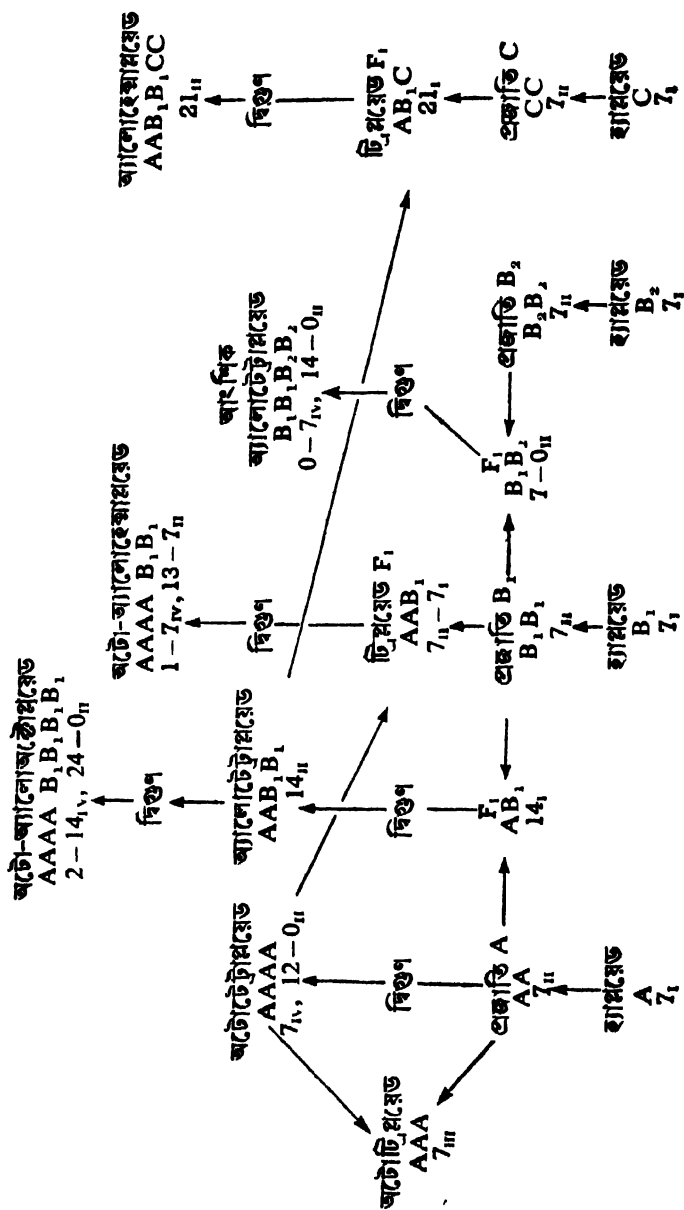 অটো-অ্যালোঅক্টোপ্লয়েড
AAAA B₁B₁B₁B₁
2–14IV, 24–0II
দ্বিগুণ
অটো-অ্যালোহেক্সাপ্লয়েড
AAAA B₁B₁
1–7IV, 13–7II
দ্বিগুণ
আংশিক
অ্যালোটেট্রাপ্লয়েড
B₁B₁B₂B₂
0–7IV, 14–0II
দ্বিগুণ
অ্যালোহেক্সাপ্লয়েড
AAB₁B₁CC
21II
দ্বিগুণ
অটোটেট্রাপ্লয়েড
AAAA
7IV, 12–0II
দ্বিগুণ
অ্যালোটেট্রাপ্লয়েড
AAB₁B₁
14II
দ্বিগুণ
ট্রিপ্লয়েড F₁
AAB₁
7II–7I
ট্রিপ্লয়েড F₁
AB₁C
21I
অটোট্রিপ্লয়েড
AAA
7III
প্রজাতি A
AA
7II
F₁
AB₁
14I
প্রজাতি B₁
B₁B₁
7II
F₁
B₁B₂
7–0II
প্রজাতি B₂
B₂B₂
7II
প্রজাতি C
CC
7II
হ্যাপ্লয়েড
A
7I
হ্যাপ্লয়েড
B₁
7I
হ্যাপ্লয়েড
B₂
7I
হ্যাপ্লয়েড
C
7I